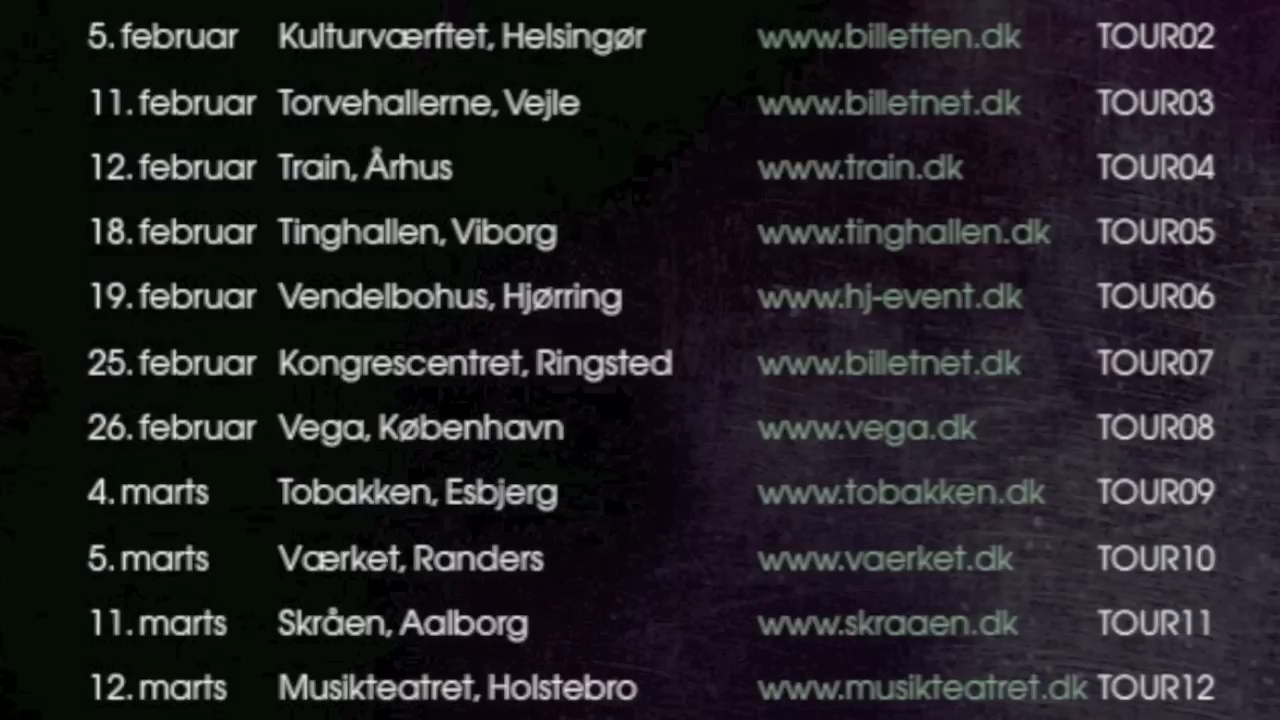 5. februar Kulturværftet, Helsingør www.billetten.dk TOUR02
11. februar Torvehallerne, Vejle www.billetnet.dk TOUR03
12. februar Train, Århus www.train.dk TOUR04
18. februar Tinghallen, Viborg www.tinghallen.dk TOUR05
19. februar Vendelbohus, Hjørring www.hj-event.dk TOUR06
25. februar Kongrescentret, Ringsted www.billetnet.dk TOUR07
26. februar Vega, København www.vega.dk TOUR08
4. marts Tobakken, Esbjerg www.tobakken.dk TOUR09
5. marts Værket, Randers www.vaerket.dk TOUR10
11. marts Skråen, Aalborg www.skraaen.dk TOUR11
12. marts Musikteatret, Holstebro www.musikteatret.dk TOUR12